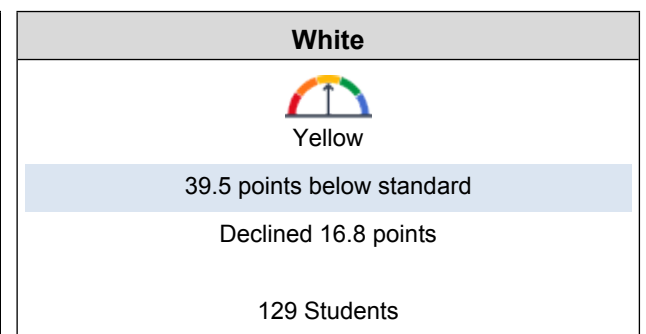 White
Yellow
39.5 points below standard
Declined 16.8 points
129 Students